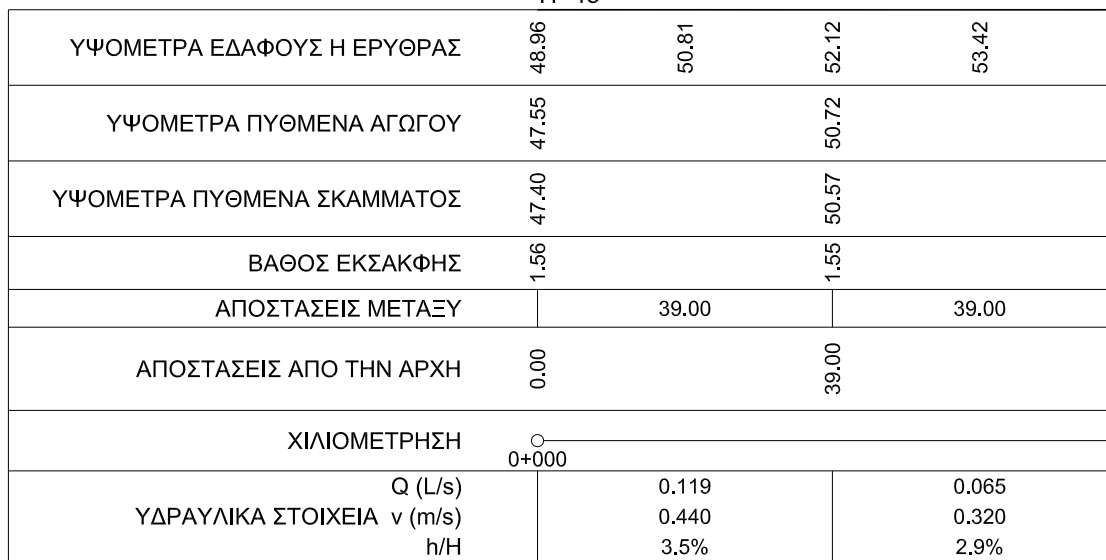 ΥΨΟΜΕΤΡΑ ΕΔΑΦΟΥΣ Η ΕΡΥΘΡΑΣ 48.96 50.81 52.12 53.42
ΥΨΟΜΕΤΡΑ ΠΥΘΜΕΝΑ ΑΓΩΓΟΥ 47.55 50.72
ΥΨΟΜΕΤΡΑ ΠΥΘΜΕΝΑ ΣΚΑΜΜΑΤΟΣ 47.40 50.57
ΒΑΘΟΣ ΕΚΣΑΚΦΗΣ 1.56 1.55
ΑΠΟΣΤΑΣΕΙΣ ΜΕΤΑΞΥ 39.00 39.00
ΑΠΟΣΤΑΣΕΙΣ ΑΠΟ ΤΗΝ ΑΡΧΗ 0.00 39.00
ΧΙΛΙΟΜΕΤΡΗΣΗ
0+000
Q (L/s) 0.119 0.065
ΥΔΡΑΥΛΙΚΑ ΣΤΟΙΧΕΙΑ v (m/s) 0.440 0.320
h/H 3.5% 2.9%